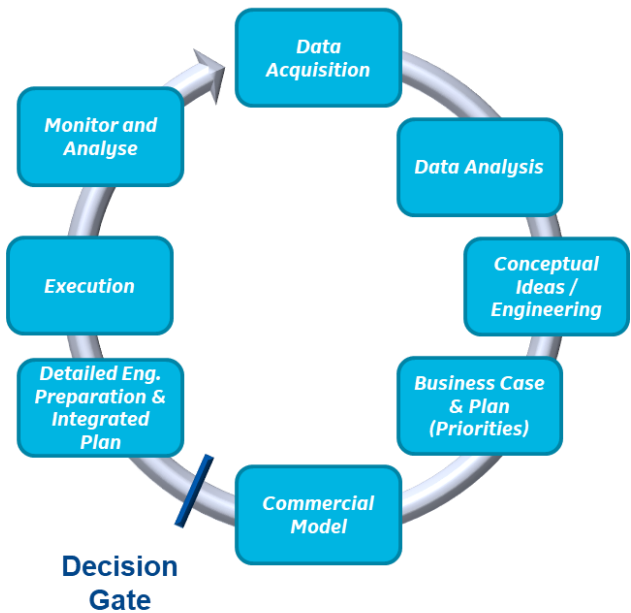 Data
Acquisition
Data Analysis
Conceptual
Ideas /
Engineering
Business Case
& Plan
(Priorities)
Commercial
Model
Decision
Gate
Detailed Eng.
Preparation &
Integrated
Plan
Execution
Monitor and
Analyse